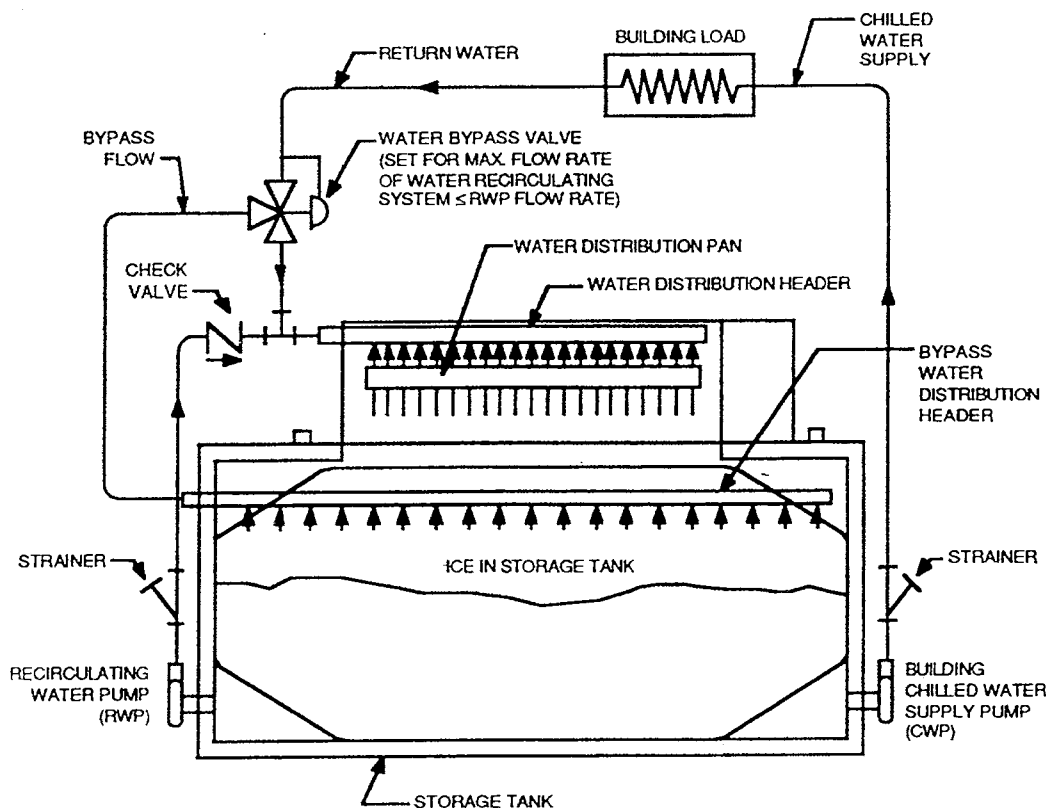 BUILDING LOAD
CHILLED
WATER
SUPPLY
RETURN WATER
BYPASS
FLOW
WATER BYPASS VALVE
(SET FOR MAX. FLOW RATE
OF WATER RECIRCULATING
SYSTEM ≤ RWP FLOW RATE)
WATER DISTRIBUTION PAN
CHECK
VALVE
WATER DISTRIBUTION HEADER
BYPASS
WATER
DISTRIBUTION
HEADER
STRAINER
ICE IN STORAGE TANK
STRAINER
RECIRCULATING
WATER PUMP
(RWP)
BUILDING
CHILLED WATER
SUPPLY PUMP
(CWP)
STORAGE TANK